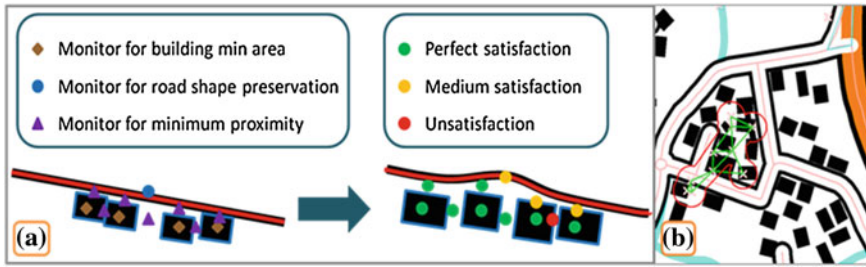 Monitor for building min area
Monitor for road shape preservation
Monitor for minimum proximity
Perfect satisfaction
Medium satisfaction
Unsatisfaction
(a)
(b)